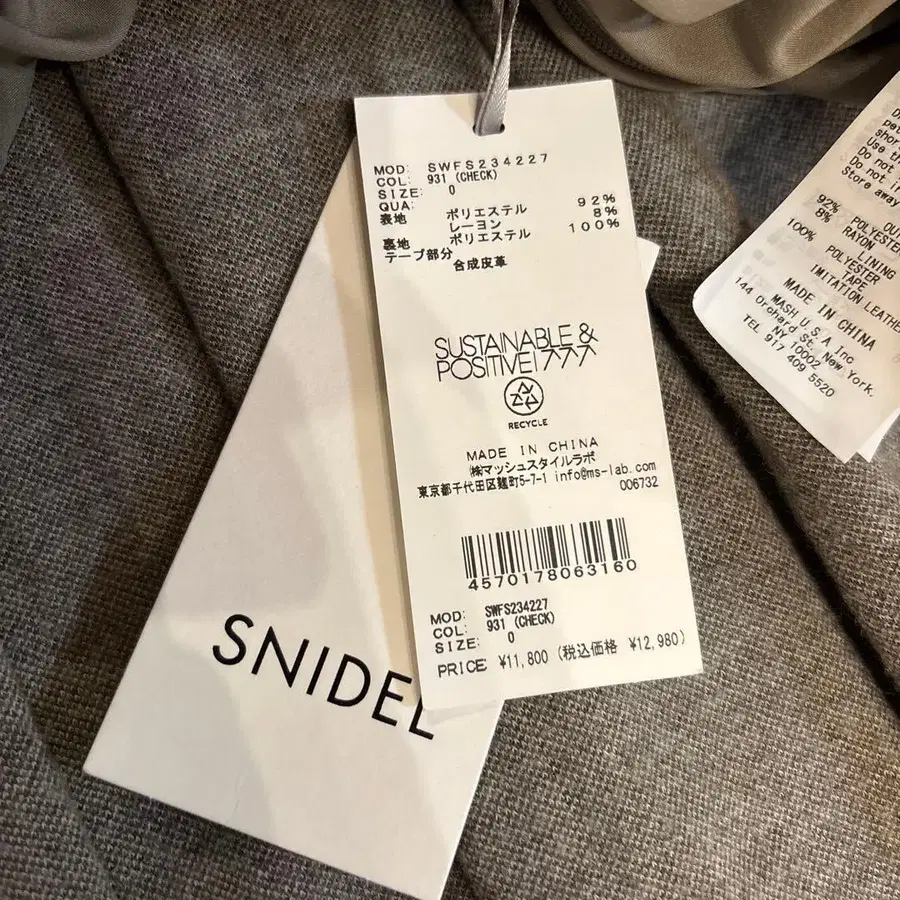 MOD: SWFS234227
COL: 931 (CHECK)
SIZE: 0
QUA:
表地 ポリエステル 92%
レーヨン 8%
裏地 ポリエステル 100%
テープ部分
合成皮革
SUSTAINABLE &
POSITIVE!
RECYCLE
MADE IN CHINA
㈱マッシュスタイルラボ
東京都千代田区麹町5-7-1 info@ms-lab.com
006732
4570178063160
MOD: SWFS234227
COL: 931 (CHECK)
SIZE: 0
PRICE ¥11,800 (税込価格 ¥12,980)
SNIDEL
Use
Do not
Do not
Store away
92% POLYESTER
8% RAYON
LINING
100% POLYESTER
TAPE
IMITATION
MADE IN CHINA
MASH U.S.A Inc
144 Orchard St. New York,
NY 10002
TEL 917 409 5520